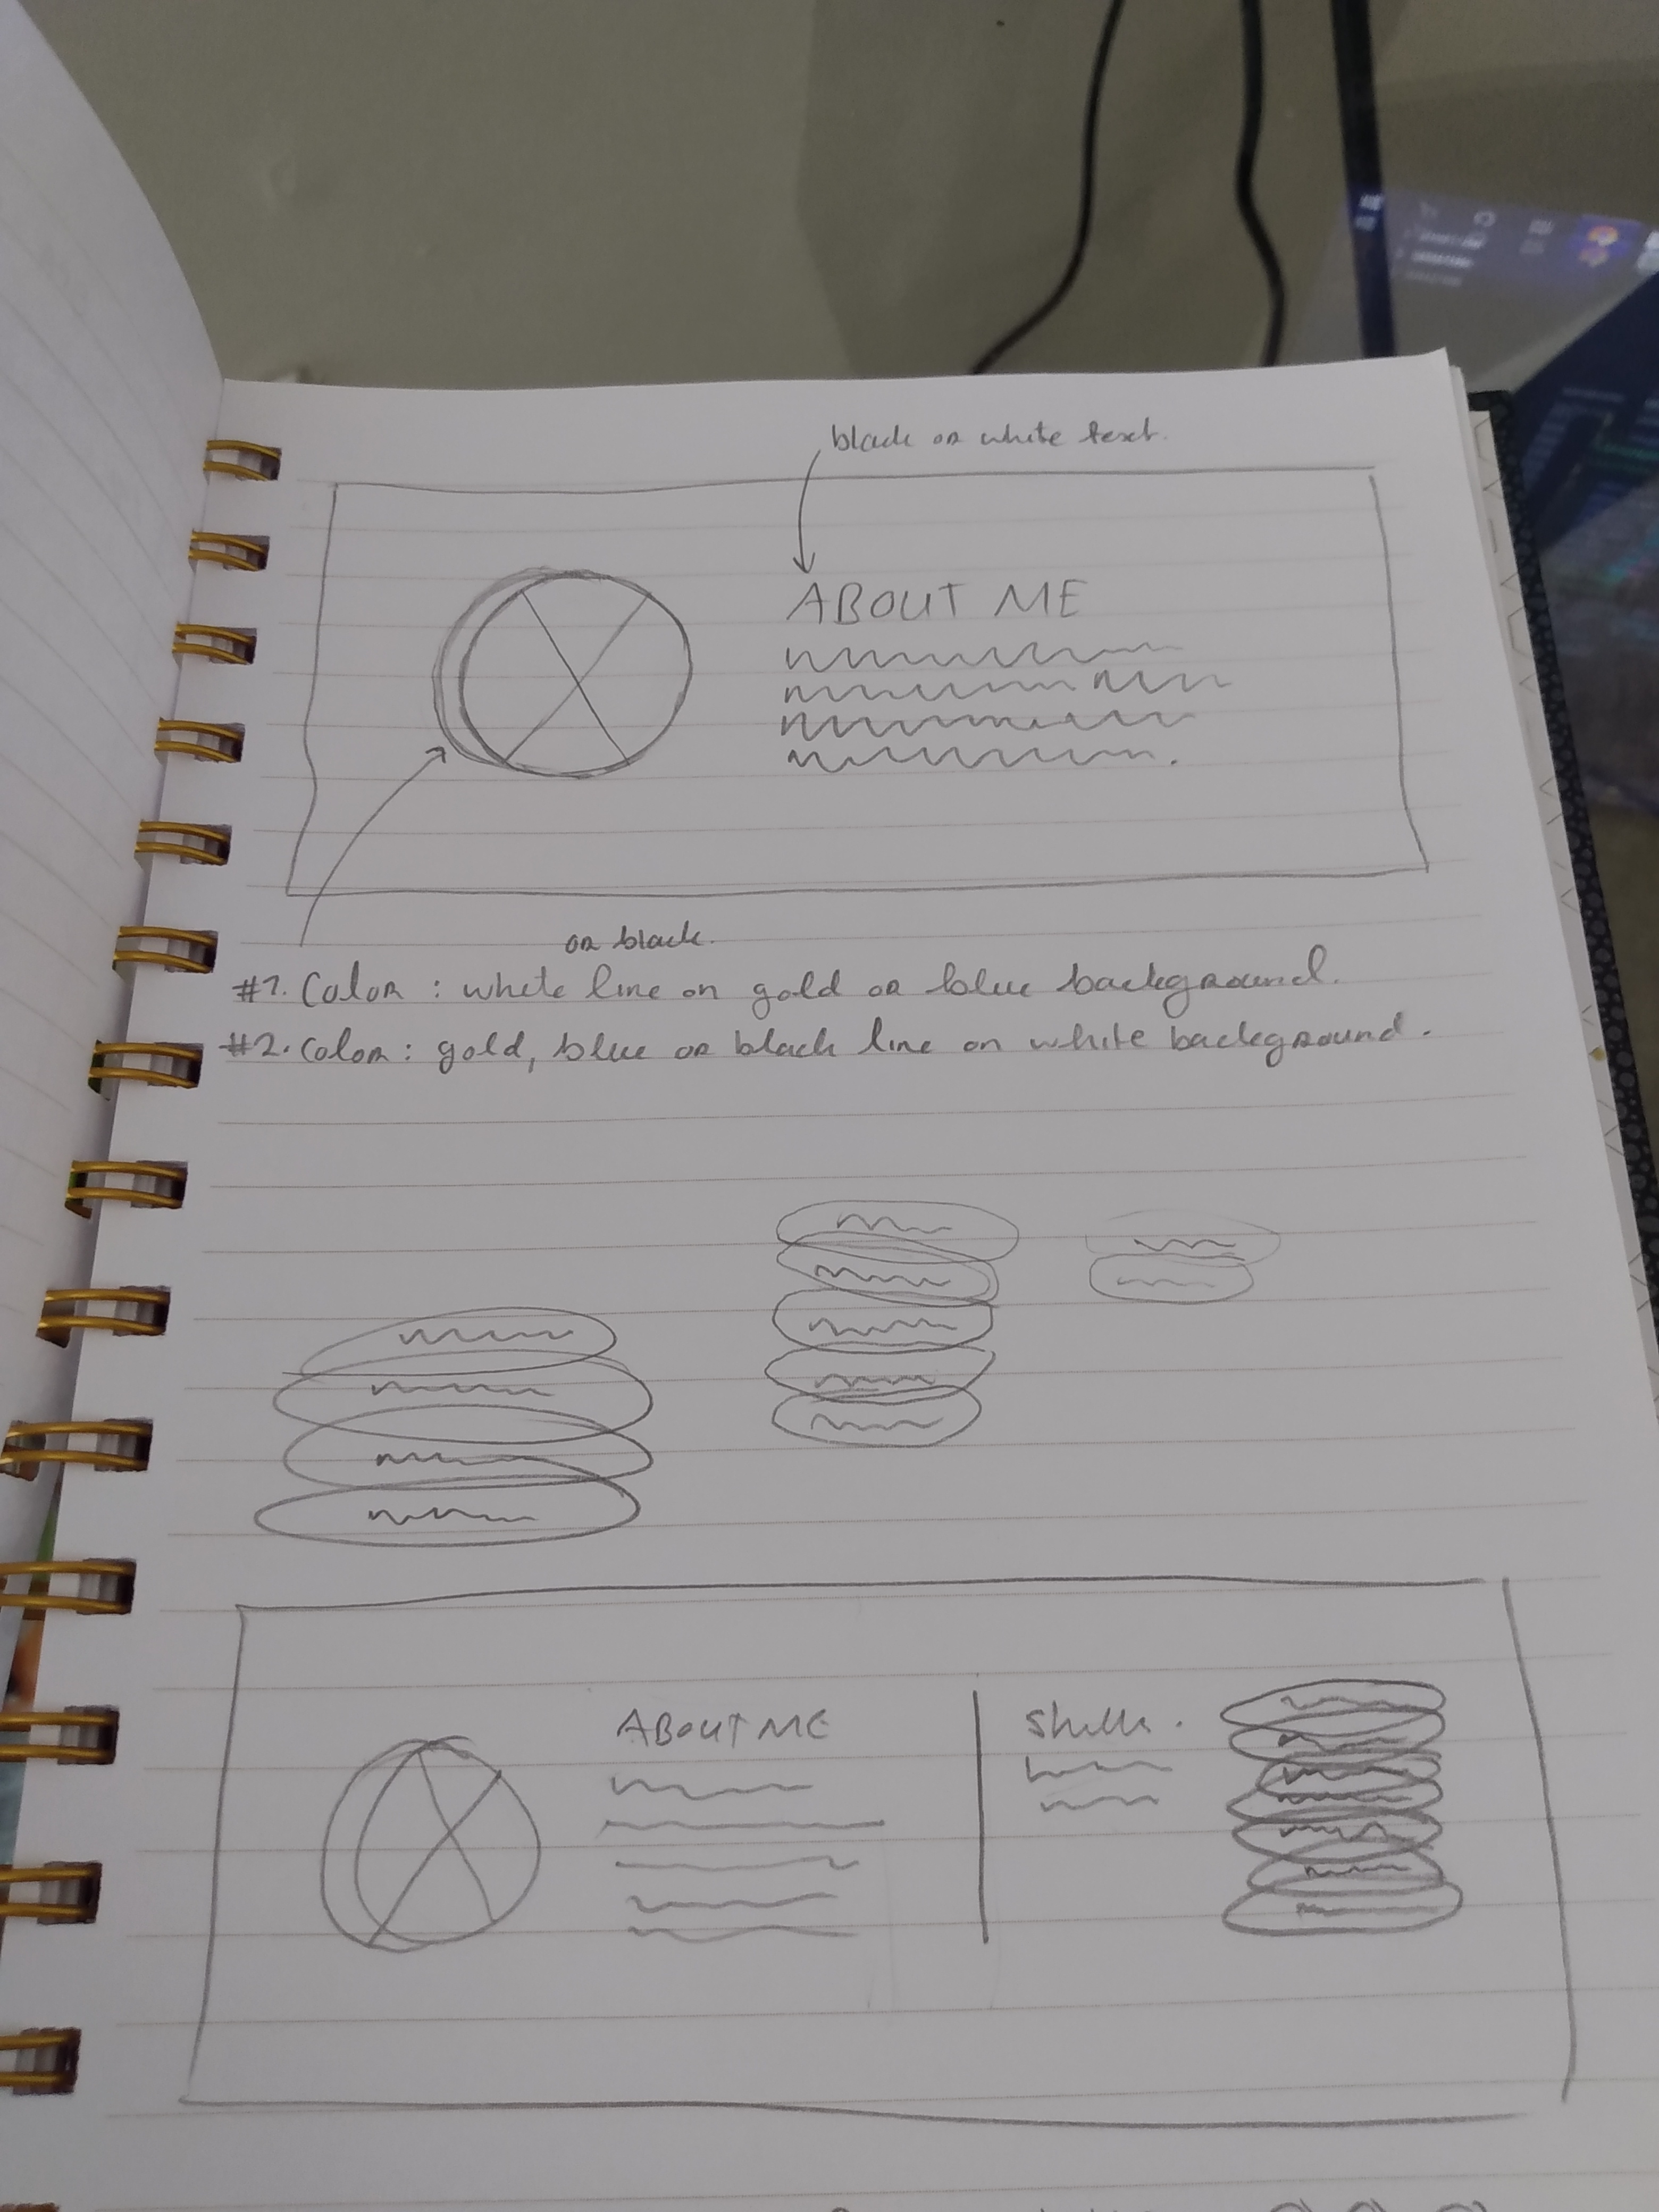 black or white text.
ABOUT ME
or black.
#1. Color : white line on gold or blue background.
#2. Color : gold, blue or black line on white background.
ABOUT ME
Skills.